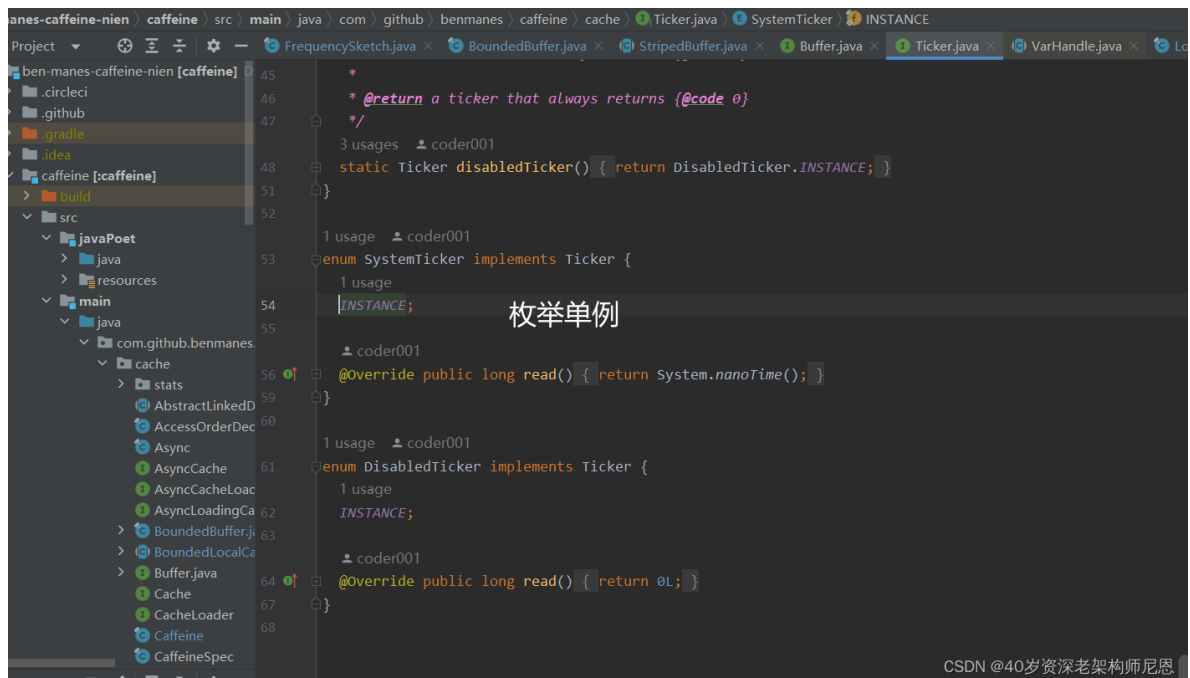 manes-caffeine-nien › caffeine › src › main › java › com › github › benmanes › caffeine › cache › Ticker.java › SystemTicker › INSTANCE
Project
FrequencySketch.java × BoundedBuffer.java × StripedBuffer.java × Buffer.java × Ticker.java × VarHandle.java × Lo
ben-manes-caffeine-nien [caffeine] D
.circleci
.github
.gradle
.idea
caffeine [:caffeine]
build
src
javaPoet
java
resources
main
java
com.github.benmanes.
cache
stats
AbstractLinkedD
AccessOrderDec
Async
AsyncCache
AsyncCacheLoac
AsyncLoadingCa
BoundedBuffer.ja
BoundedLocalCa
Buffer.java
Cache
CacheLoader
Caffeine
CaffeineSpec
45 *
46 * @return a ticker that always returns {@code 0}
47 */
3 usages coder001
48 static Ticker disabledTicker() { return DisabledTicker.INSTANCE; }
51 }
52
1 usage coder001
53 enum SystemTicker implements Ticker {
1 usage
54 INSTANCE;
枚举单例
55
coder001
56 @Override public long read() { return System.nanoTime(); }
59 }
60
1 usage coder001
61 enum DisabledTicker implements Ticker {
1 usage
62 INSTANCE;
63
coder001
64 @Override public long read() { return 0L; }
67 }
68
CSDN @40岁资深老架构师尼恩